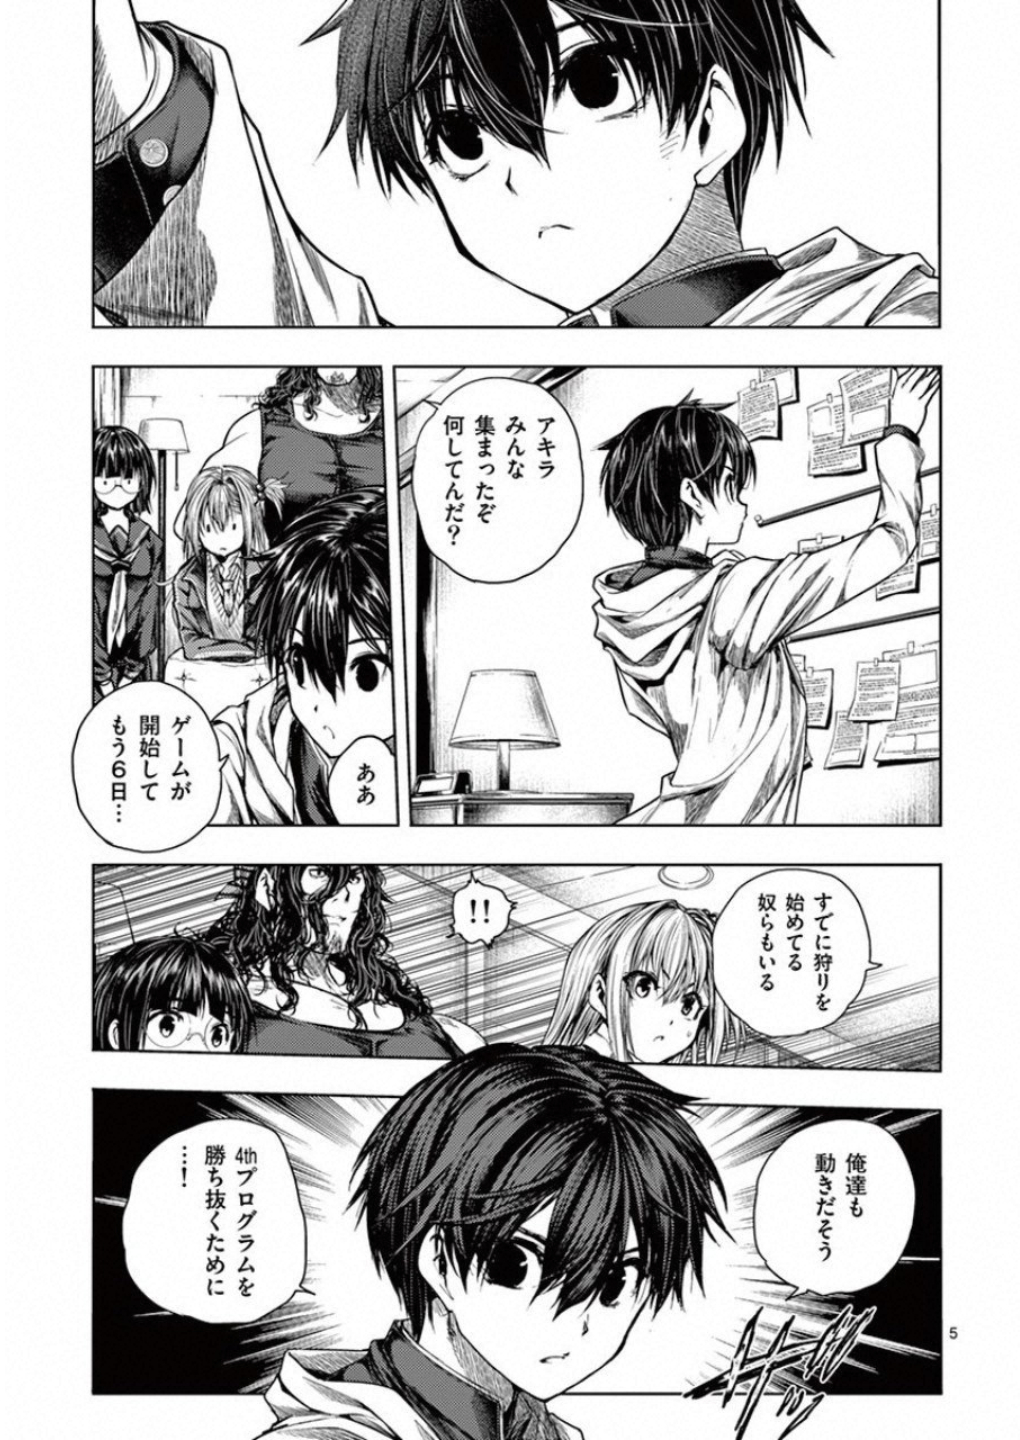 アキラ
みんな
集まったぞ
何してんだ?
ああ
ゲームが
開始して
もう6日…
すでに狩りを
始めてる
奴らもいる
!!
俺達も
動きだそう
4thプログラムを
勝ち抜くために
…!
ザッ
5